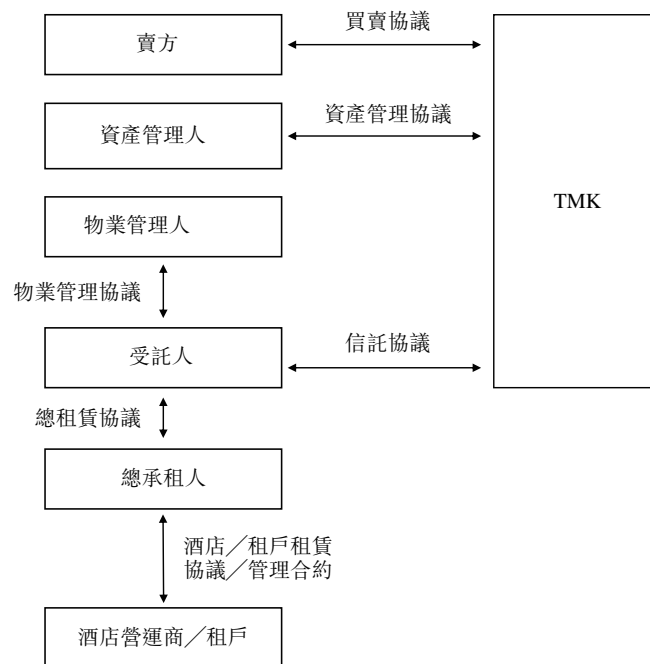 賣方
買賣協議
資產管理人
資產管理協議
TMK
物業管理人
物業管理協議
受託人
信託協議
總租賃協議
總承租人
酒店／租戶租賃
協議／管理合約
酒店營運商／租戶